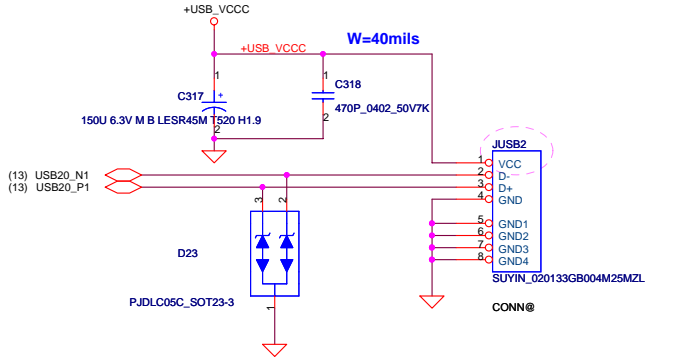 +USB_VCCC
W=40mils
+USB_VCCC
1
1
C317
+
C318
150U 6.3V M B LESR45M T520 H1.9
470P_0402_50V7K
2
2
JUSB2
1 VCC
(13) USB20_N1
2 D-
(13) USB20_P1
3 D+
4 GND
3
2
5 GND1
6 GND2
7 GND3
8 GND4
D23
SUYIN_020133GB004M25MZL
PJDLC05C_SOT23-3
1
CONN@